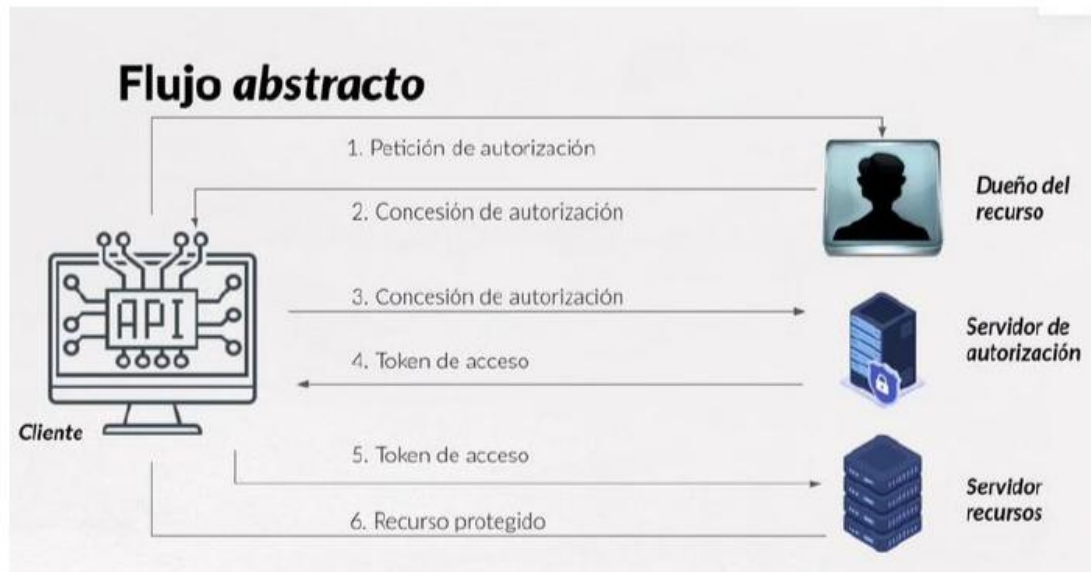 Flujo abstracto
1. Petición de autorización
2. Concesión de autorización
Dueño del
recurso
API
3. Concesión de autorización
Servidor de
autorización
4. Token de acceso
Cliente
5. Token de acceso
Servidor
recursos
6. Recurso protegido